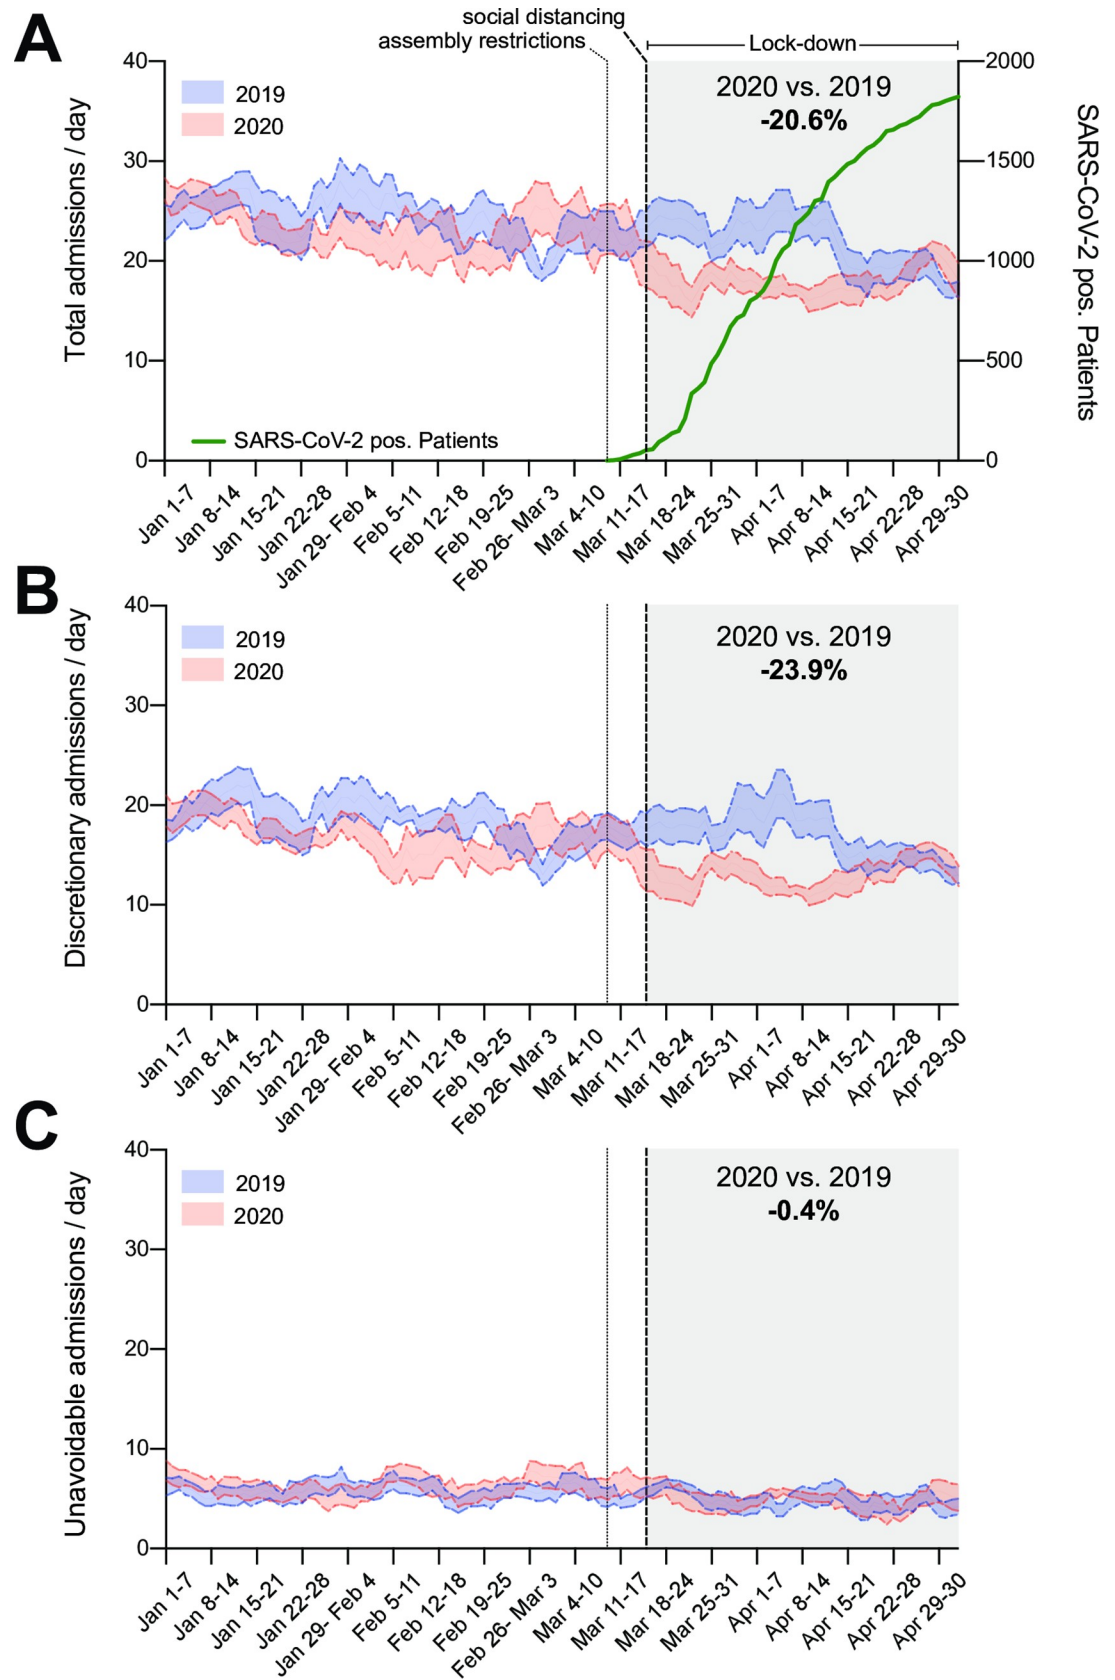 A
social distancing
assembly restrictions
Lock-down
40
30
20
10
0
Total admissions / day
2019
2020
2020 vs. 2019
-20.6%
SARS-CoV-2 pos. Patients
2000
1500
1000
500
0
SARS-CoV-2 pos. Patients
Jan 1-7
Jan 8-14
Jan 15-21
Jan 22-28
Jan 29- Feb 4
Feb 5-11
Feb 12-18
Feb 19-25
Feb 26- Mar 3
Mar 4-10
Mar 11-17
Mar 18-24
Mar 25-31
Apr 1-7
Apr 8-14
Apr 15-21
Apr 22-28
Apr 29-30
B
40
30
20
10
0
Discretionary admissions / day
2019
2020
2020 vs. 2019
-23.9%
Jan 1-7
Jan 8-14
Jan 15-21
Jan 22-28
Jan 29- Feb 4
Feb 5-11
Feb 12-18
Feb 19-25
Feb 26- Mar 3
Mar 4-10
Mar 11-17
Mar 18-24
Mar 25-31
Apr 1-7
Apr 8-14
Apr 15-21
Apr 22-28
Apr 29-30
C
40
30
20
10
0
Unavoidable admissions / day
2019
2020
2020 vs. 2019
-0.4%
Jan 1-7
Jan 8-14
Jan 15-21
Jan 22-28
Jan 29- Feb 4
Feb 5-11
Feb 12-18
Feb 19-25
Feb 26- Mar 3
Mar 4-10
Mar 11-17
Mar 18-24
Mar 25-31
Apr 1-7
Apr 8-14
Apr 15-21
Apr 22-28
Apr 29-30